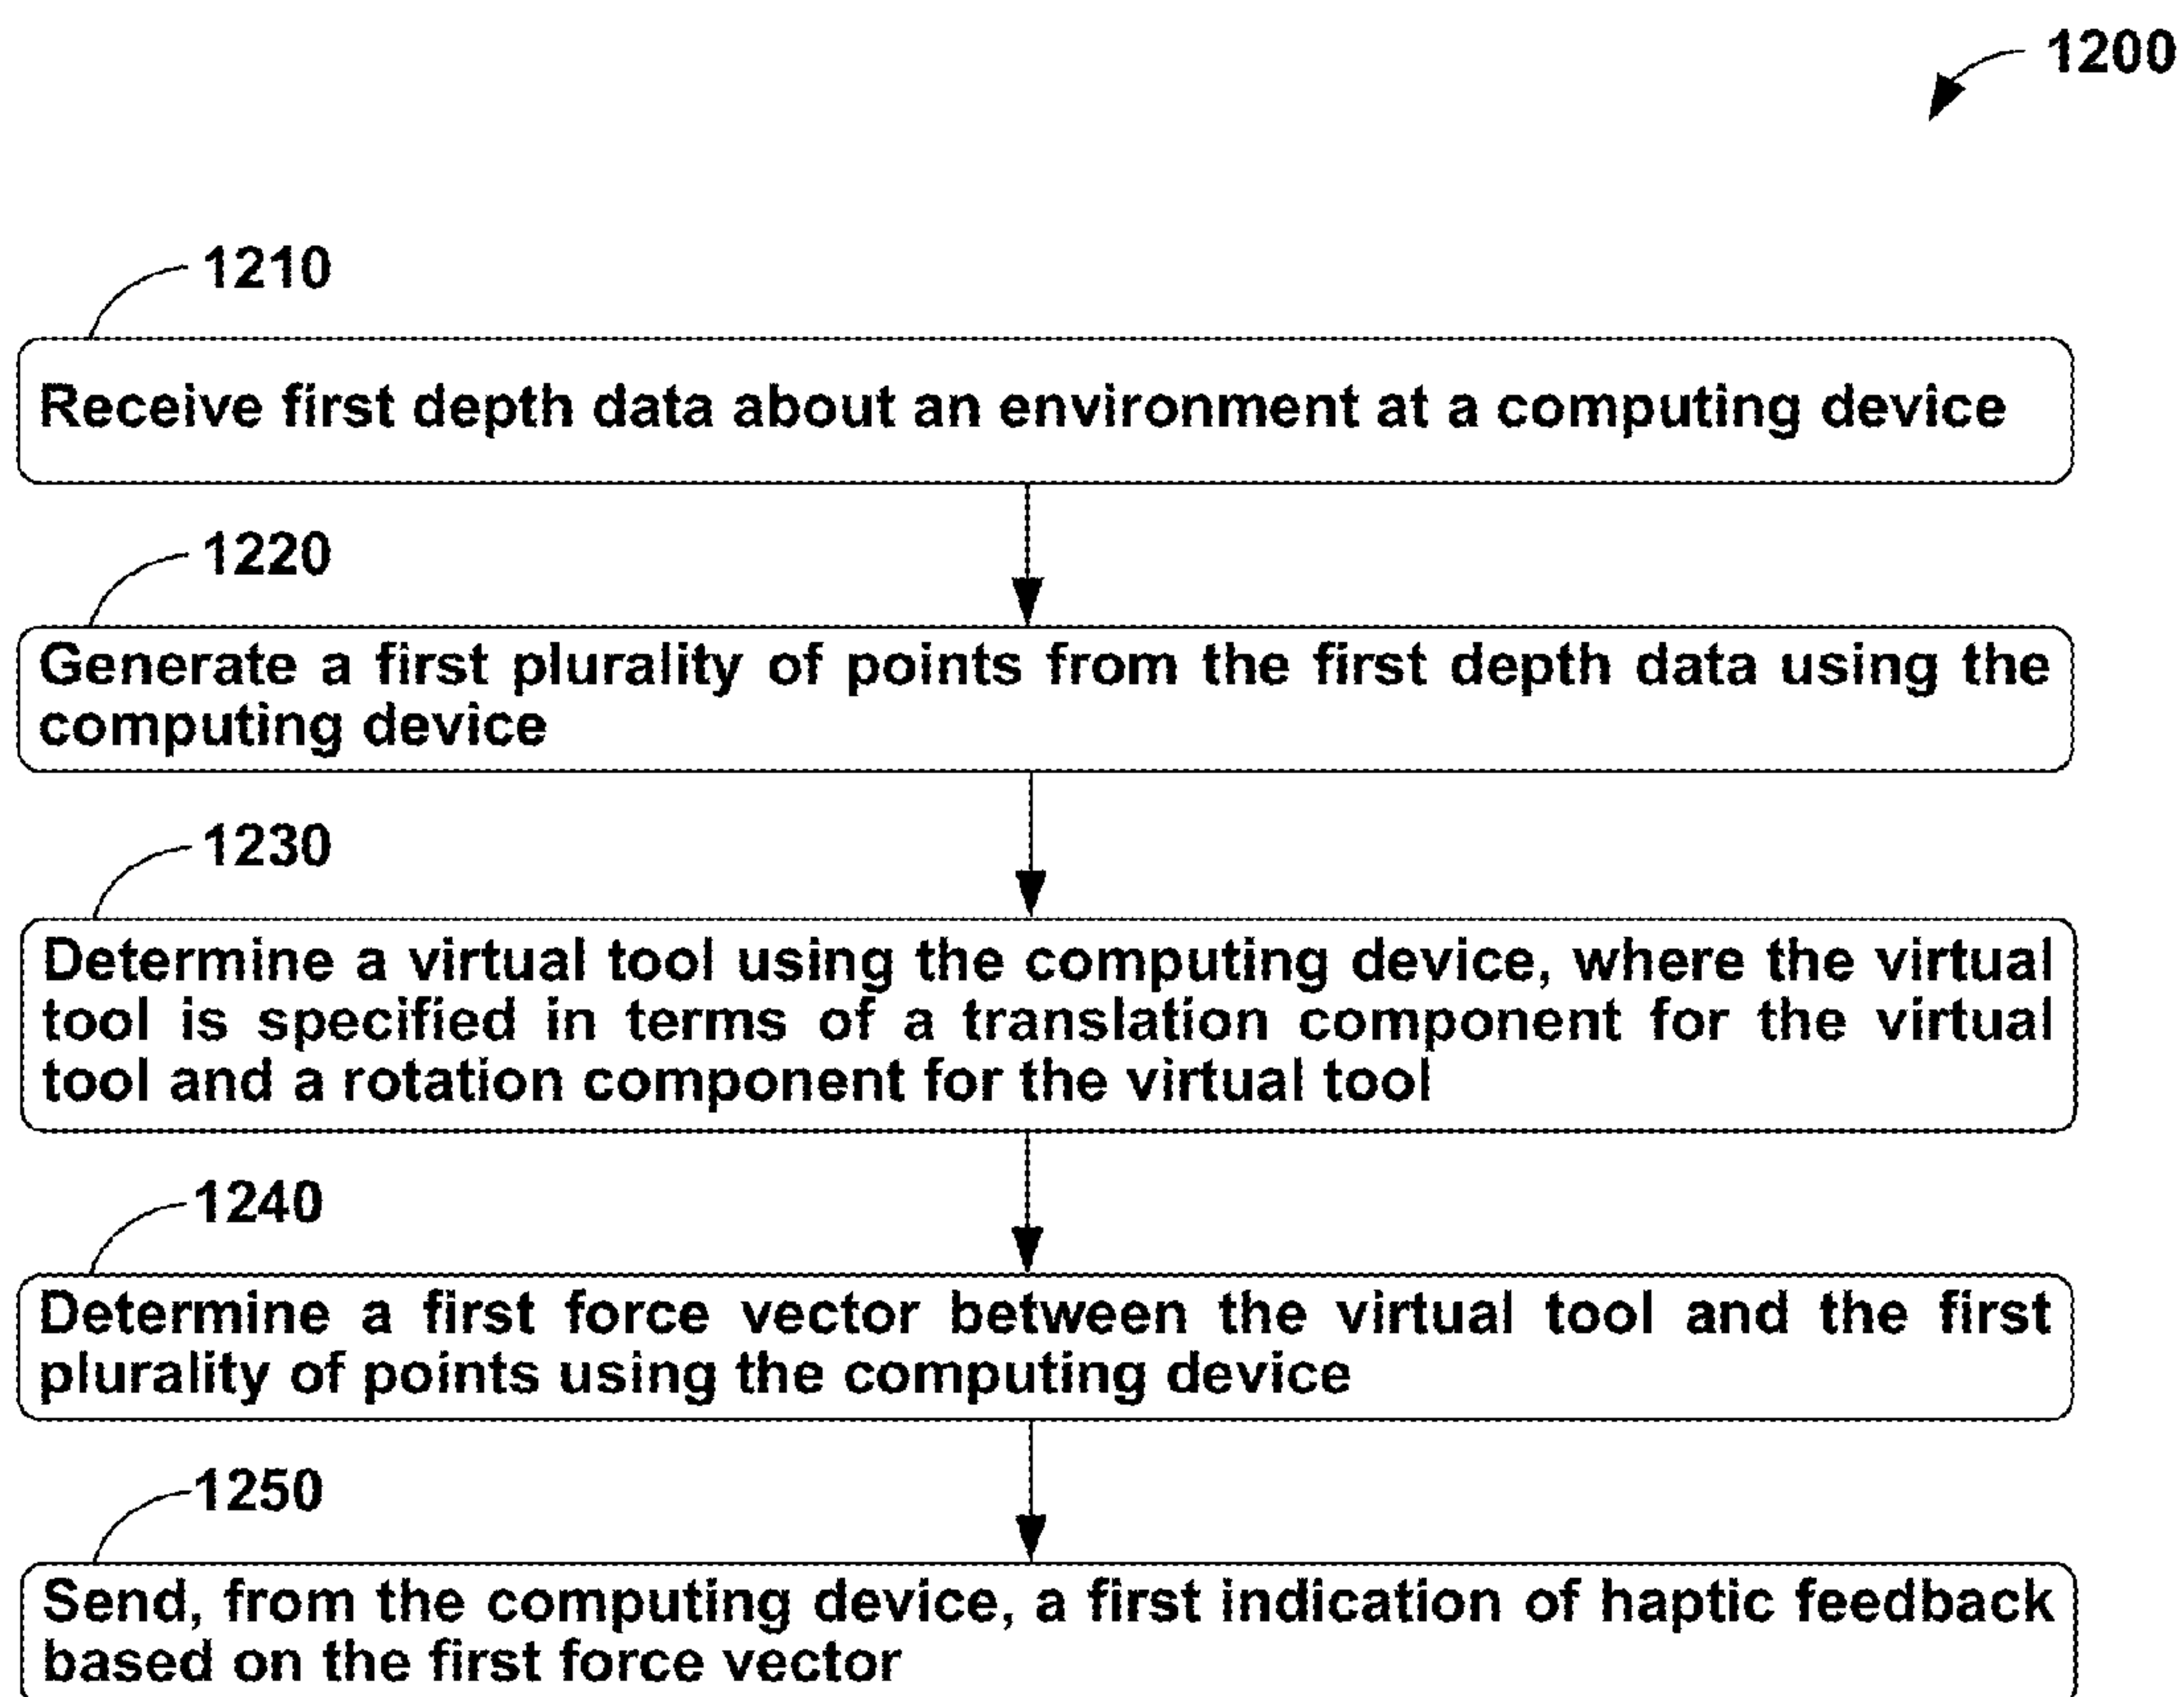 1200
1210
Receive first depth data about an environment at a computing device
1220
Generate a first plurality of points from the first depth data using the
computing device
1230
Determine a virtual tool using the computing device, where the virtual
tool is specified in terms of a translation component for the virtual
tool and a rotation component for the virtual tool
1240
Determine a first force vector between the virtual tool and the first
plurality of points using the computing device
1250
Send, from the computing device, a first indication of haptic feedback
based on the first force vector